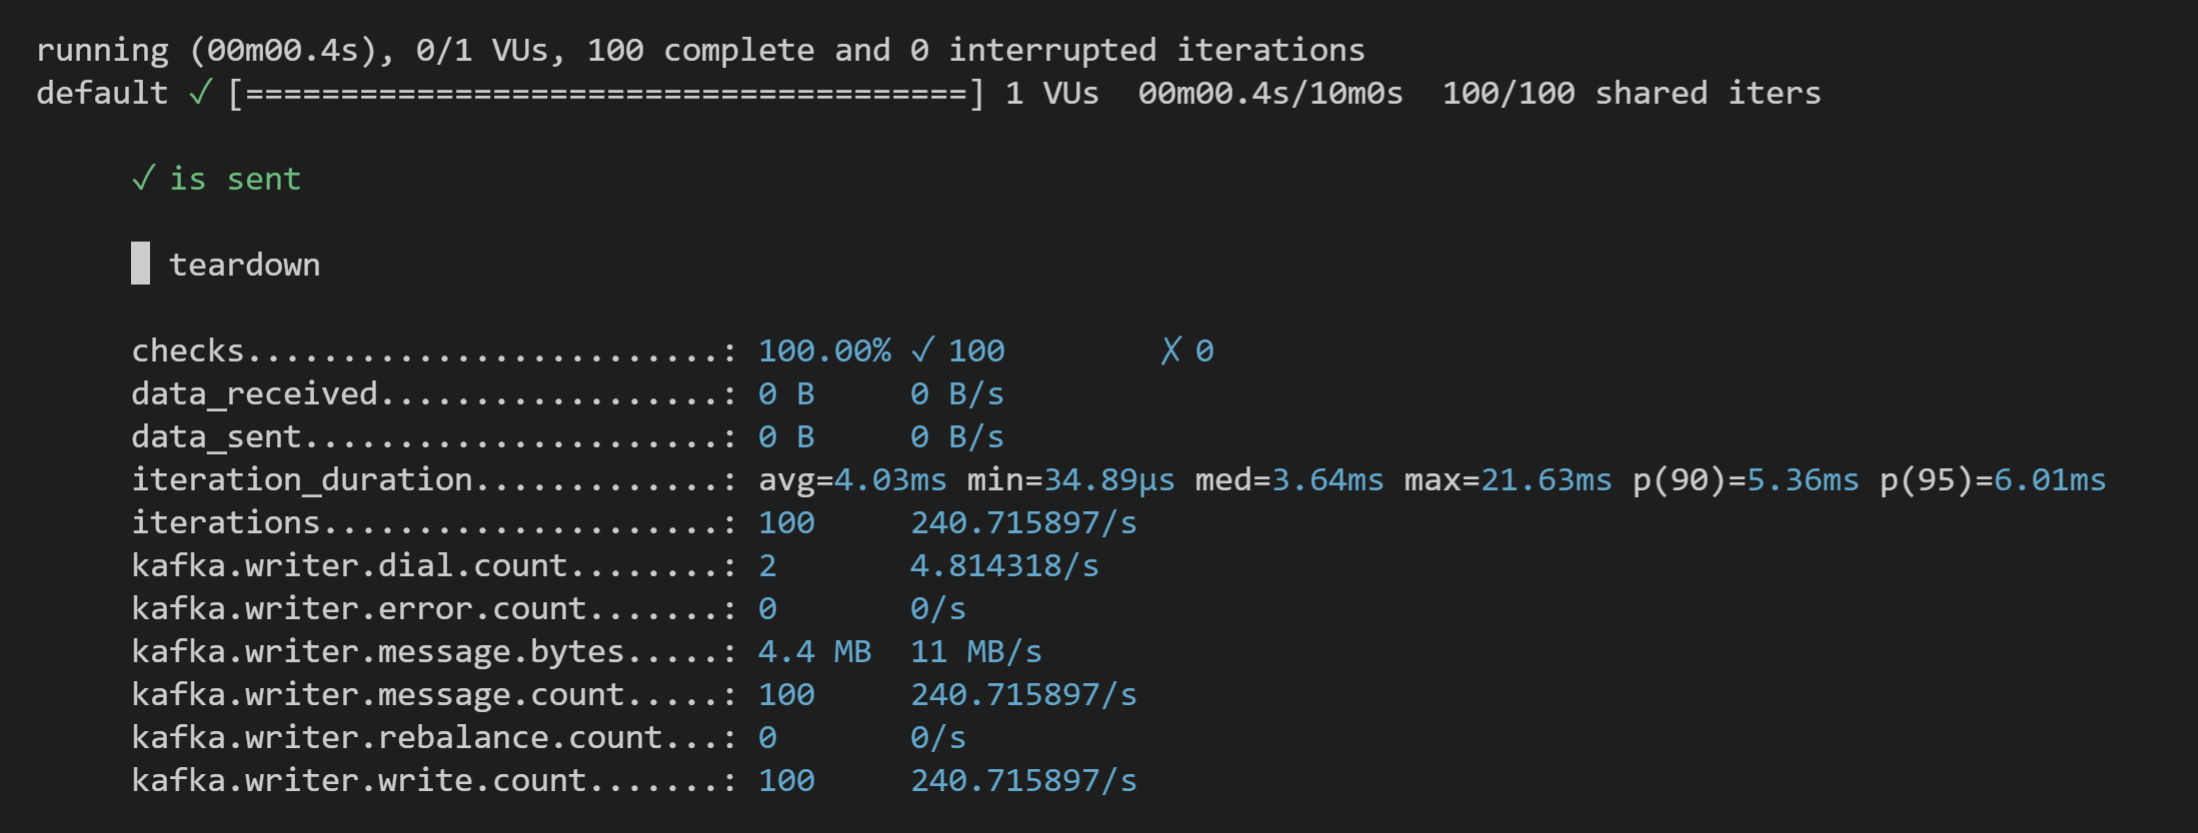 running (00m00.4s), 0/1 VUs, 100 complete and 0 interrupted iterations
default ✓ [======================================] 1 VUs  00m00.4s/10m0s  100/100 shared iters
✓ is sent
█ teardown
checks.........................: 100.00% ✓ 100        ✗ 0
data_received..................: 0 B     0 B/s
data_sent......................: 0 B     0 B/s
iteration_duration.............: avg=4.03ms min=34.89µs med=3.64ms max=21.63ms p(90)=5.36ms p(95)=6.01ms
iterations.....................: 100     240.715897/s
kafka.writer.dial.count........: 2       4.814318/s
kafka.writer.error.count.......: 0       0/s
kafka.writer.message.bytes.....: 4.4 MB  11 MB/s
kafka.writer.message.count.....: 100     240.715897/s
kafka.writer.rebalance.count...: 0       0/s
kafka.writer.write.count.......: 100     240.715897/s